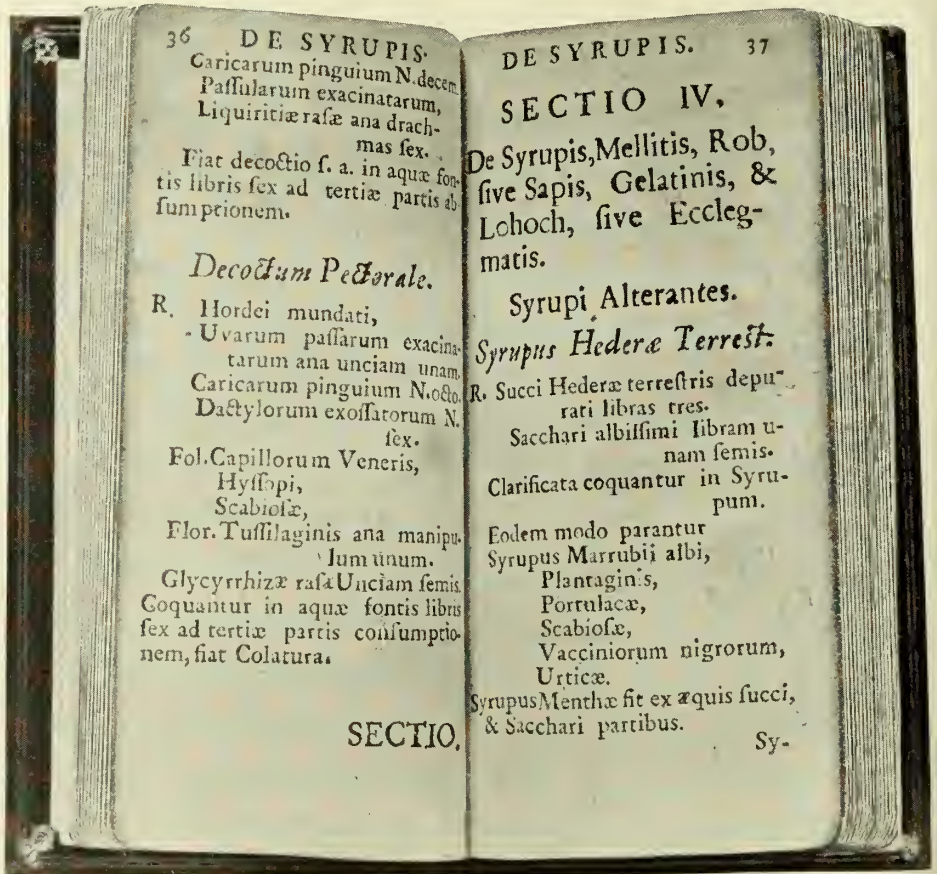 36 DE SYRUPIS.
Caricarum pinguium N. decem.
Paſſularum exacinatarum,
Liquiritiæ raſæ ana drach-
mas ſex.
Fiat decoctio ſ. a. in aquæ fon-
tis libris ſex ad tertiæ partis ab-
ſumptionem.
Decoctum Pectorale.
R. Hordei mundati,
Uvarum paſſarum exacina-
tarum ana unciam unam.
Caricarum pinguium N. octo.
Dactylorum exoſſatorum N.
ſex.
Fol. Capillorum Veneris,
Hyſſopi,
Scabioſæ,
Flor. Tuſſilaginis ana manipu-
lum unum.
Glycyrrhizæ raſæ Unciam ſemis.
Coquantur in aquæ fontis libris
ſex ad tertiæ partis conſumptio-
nem, fiat Colatura.
SECTIO.
DE SYRUPIS. 37
SECTIO IV.
De Syrupis, Mellitis, Rob,
ſive Sapis, Gelatinis, &
Lohoch, ſive Eccleg-
matis.
Syrupi Alterantes.
Syrupus Hederæ Terreſt:
R. Succi Hederæ terreſtris depu-
rati libras tres.
Sacchari albiſſimi libram u-
nam ſemis.
Clarificata coquantur in Syru-
pum.
Eodem modo parantur
Syrupus Marrubii albi,
Plantaginis,
Portulacæ,
Scabioſæ,
Vacciniorum nigrorum,
Urticæ.
Syrupus Menthæ fit ex æquis ſucci,
& Sacchari partibus.
Sy-